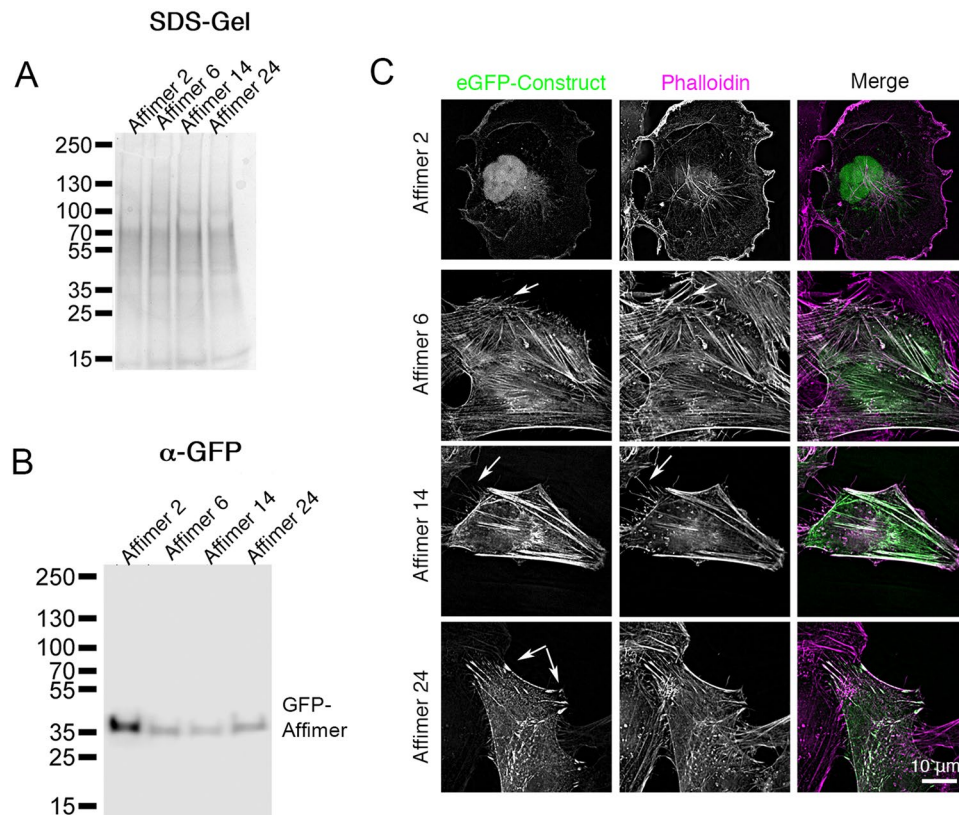 SDS-Gel
A
Affimer 2
Affimer 6
Affimer 14
Affimer 24
250
130
100
70
55
35
25
15
B
α-GFP
Affimer 2
Affimer 6
Affimer 14
Affimer 24
250
130
100
70
55
35
25
15
GFP-
Affimer
C
eGFP-Construct
Phalloidin
Merge
Affimer 2
Affimer 6
Affimer 14
Affimer 24
10 µm